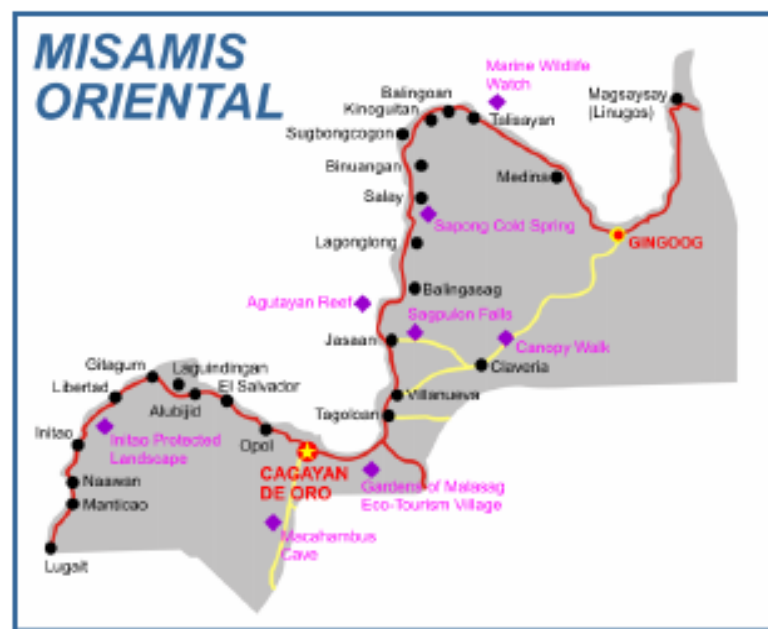 MISAMIS
ORIENTAL
Marine Wildlife
Watch
Balingoan
Kinoguitan
Talisayan
Magsaysay
(Linugos)
Sugbongcogon
Binuangan
Medina
Salay
Sapong Cold Spring
Lagonglong
GINGOOG
Balingasag
Agutayan Reef
Sagpulon Falls
Jasaan
Canopy Walk
Claveria
Gitagum
Laguindingan
Libertad
El Salvador
Alubijid
Villanueva
Tagoloan
Initao
Initao Protected
Landscape
Opol
CAGAYAN
DE ORO
Naawan
Manticao
Gardens of Malasag
Eco-Tourism Village
Macahambus
Cave
Lugait